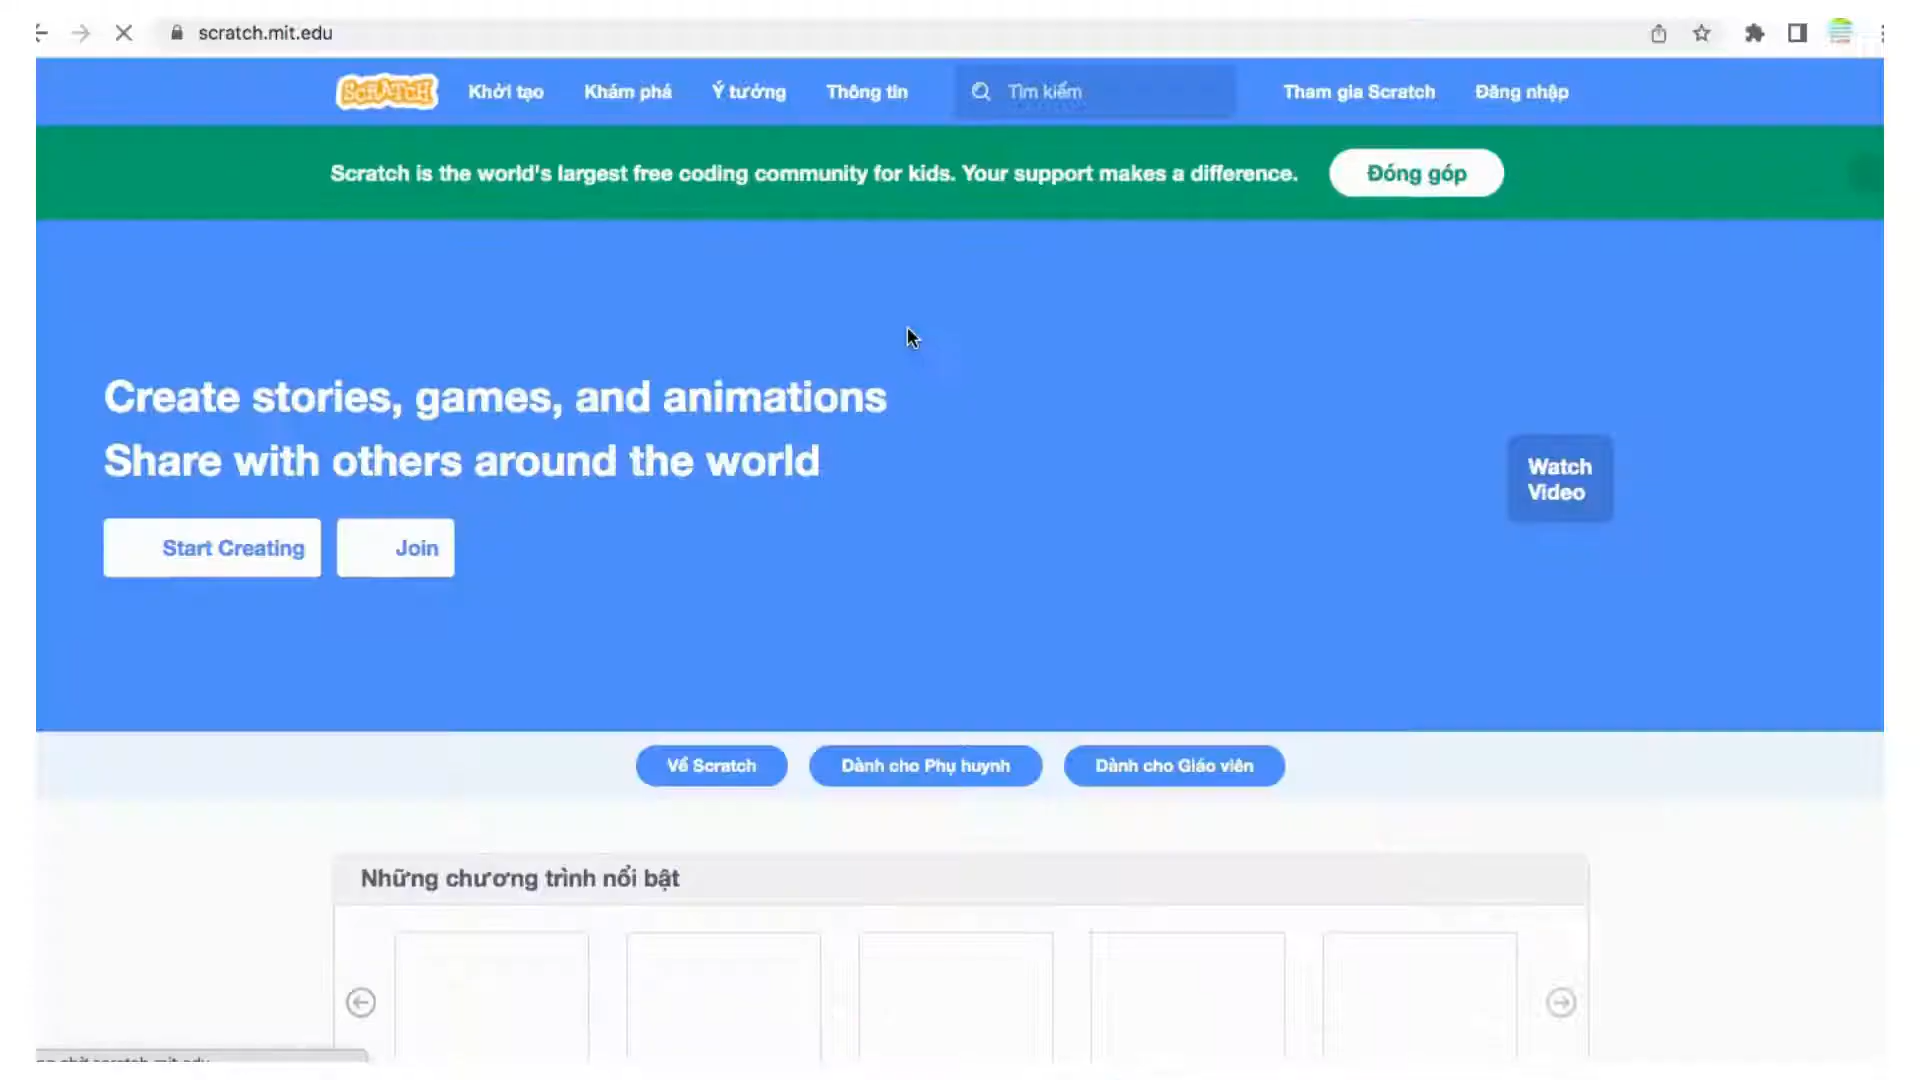 scratch.mit.edu
SCRATCH
Khởi tạo
Khám phá
Ý tưởng
Thông tin
Tìm kiếm
Tham gia Scratch
Đăng nhập
Scratch is the world's largest free coding community for kids. Your support makes a difference.
Đóng góp
Create stories, games, and animations
Share with others around the world
Start Creating
Join
Watch
Video
Về Scratch
Dành cho Phụ huynh
Dành cho Giáo viên
Những chương trình nổi bật